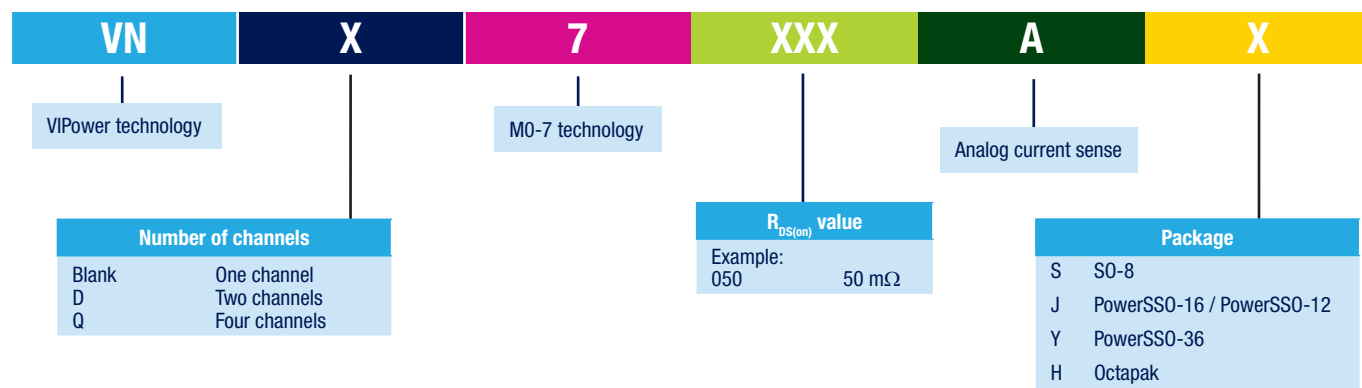 VN X 7 XXX A X
VIPower technology
M0-7 technology
Analog current sense
Number of channels
Blank One channel
D Two channels
Q Four channels
RDS(on) value
Example:
050 50 mΩ
Package
S SO-8
J PowerSSO-16 / PowerSSO-12
Y PowerSSO-36
H Octapak